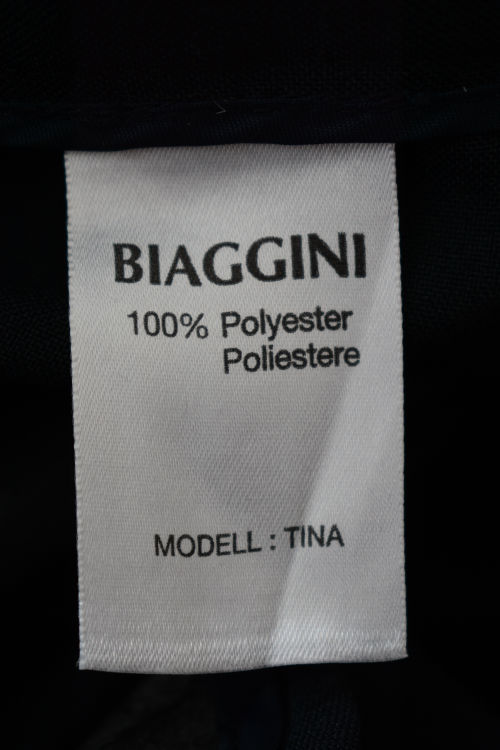 BIAGGINI
100% Polyester
Poliestere
MODELL : TINA